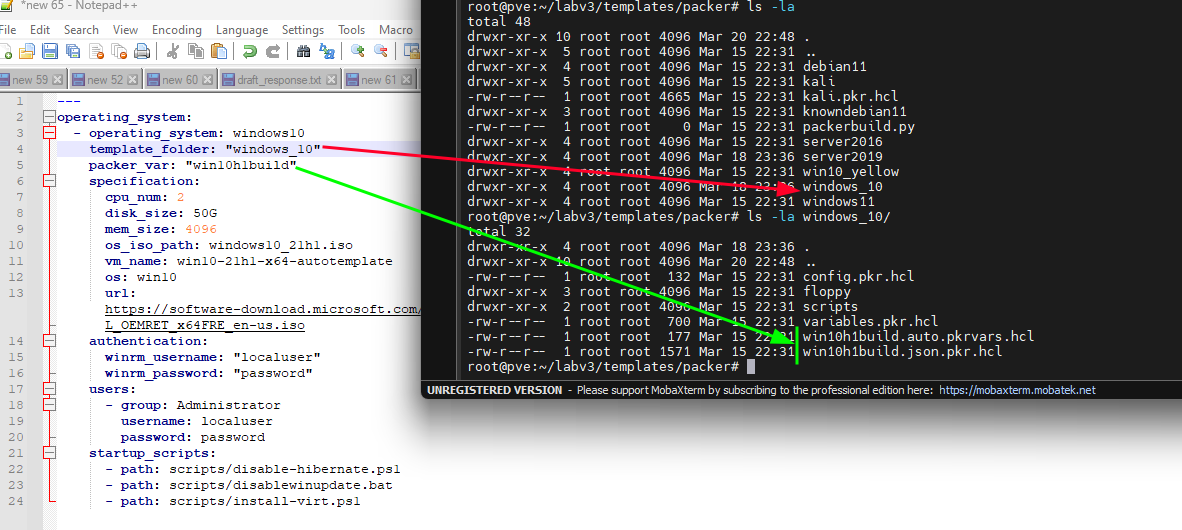 *new 65 - Notepad++
File Edit Search View Encoding Language Settings Tools Macro
new 59 new 52 new 60 draft_response.txt new 61
1 ---
2 operating_system:
3 - operating_system: windows10
4 template_folder: "windows_10"
5 packer_var: "win10h1build"
6 specification:
7 cpu_num: 2
8 disk_size: 50G
9 mem_size: 4096
10 os_iso_path: windows10_21h1.iso
11 vm_name: win10-21h1-x64-autotemplate
12 os: win10
13 url:
https://software-download.microsoft.com/
L_OEMRET_x64FRE_en-us.iso
14 authentication:
15 winrm_username: "localuser"
16 winrm_password: "password"
17 users:
18 - group: Administrator
19 username: localuser
20 password: password
21 startup_scripts:
22 - path: scripts/disable-hibernate.ps1
23 - path: scripts/disablewinupdate.bat
24 - path: scripts/install-virt.ps1
root@pve:~/labv3/templates/packer# ls -la
total 48
drwxr-xr-x 10 root root 4096 Mar 20 22:48 .
drwxr-xr-x 5 root root 4096 Mar 15 22:31 ..
drwxr-xr-x 4 root root 4096 Mar 15 22:31 debian11
drwxr-xr-x 5 root root 4096 Mar 15 22:31 kali
-rw-r--r-- 1 root root 4665 Mar 15 22:31 kali.pkr.hcl
drwxr-xr-x 3 root root 4096 Mar 15 22:31 knowndebian11
-rw-r--r-- 1 root root 0 Mar 15 22:31 packerbuild.py
drwxr-xr-x 4 root root 4096 Mar 15 22:31 server2016
drwxr-xr-x 4 root root 4096 Mar 18 23:36 server2019
drwxr-xr-x 4 root root 4096 Mar 15 22:31 win10_yellow
drwxr-xr-x 4 root root 4096 Mar 18 23:36 windows_10
drwxr-xr-x 4 root root 4096 Mar 15 22:31 windows11
root@pve:~/labv3/templates/packer# ls -la windows_10/
total 32
drwxr-xr-x 4 root root 4096 Mar 18 23:36 .
drwxr-xr-x 10 root root 4096 Mar 20 22:48 ..
-rw-r--r-- 1 root root 132 Mar 15 22:31 config.pkr.hcl
drwxr-xr-x 3 root root 4096 Mar 15 22:31 floppy
drwxr-xr-x 2 root root 4096 Mar 15 22:31 scripts
-rw-r--r-- 1 root root 700 Mar 15 22:31 variables.pkr.hcl
-rw-r--r-- 1 root root 177 Mar 15 22:31 win10h1build.auto.pkrvars.hcl
-rw-r--r-- 1 root root 1571 Mar 15 22:31 win10h1build.json.pkr.hcl
root@pve:~/labv3/templates/packer#
UNREGISTERED VERSION - Please support MobaXterm by subscribing to the professional edition here: https://mobaxterm.mobatek.net